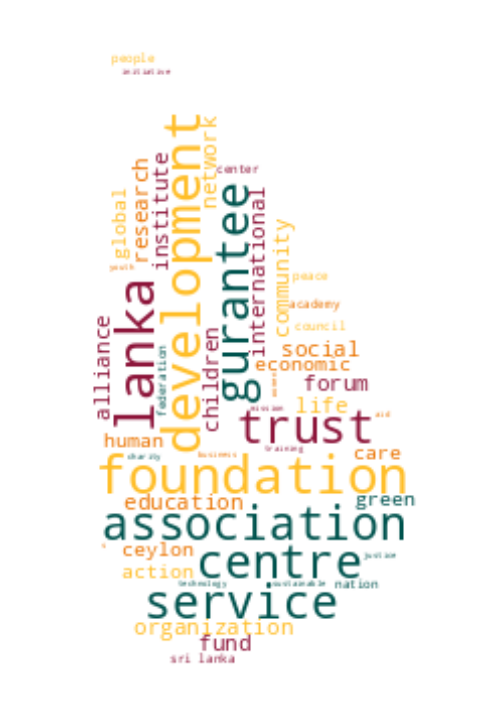 people
initiative
development
network
center
research
institute
global
gurantee
international
youth
community
peace
lanka
academy
alliance
council
children
federation
social
economic
women
forum
life
mission
trust
aid
human
training
charity
business
care
foundation
education
green
association
ceylon
centre
justice
action
technology
sustainable
nation
service
organization
fund
sri lanka